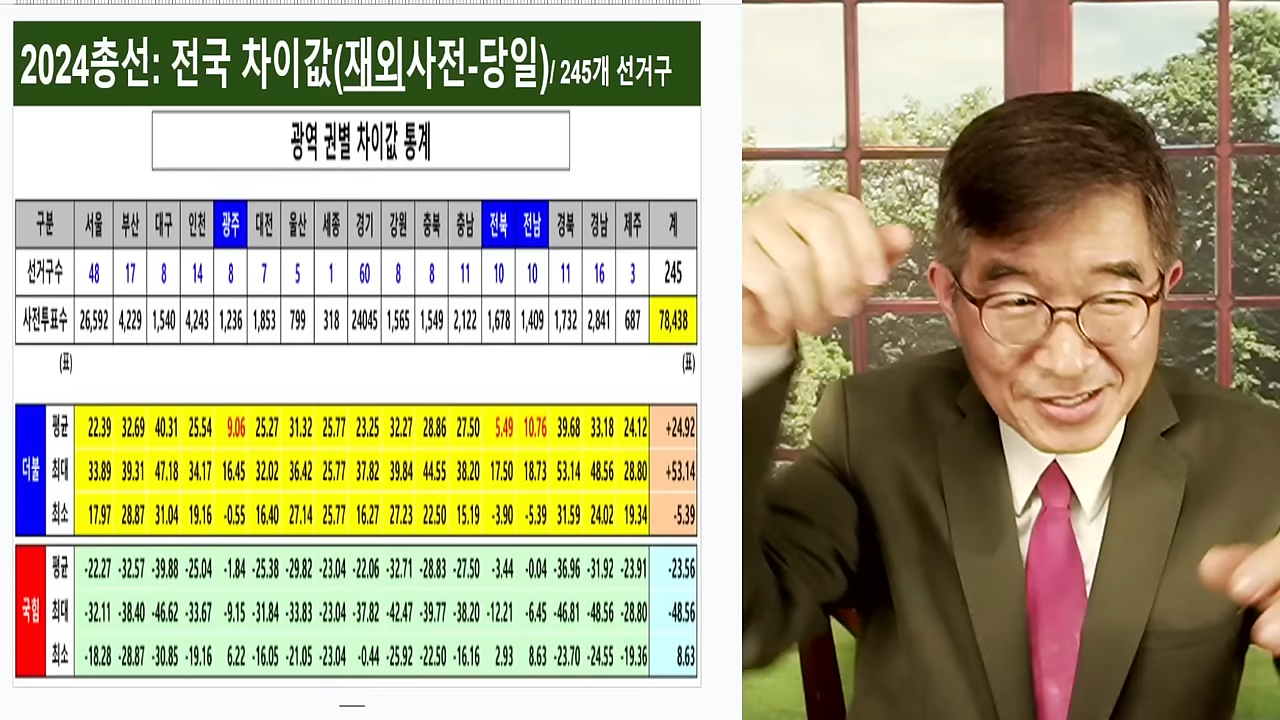 2024총선: 전국 차이값(재외사전-당일)/ 245개 선거구
광역 권별 차이값 통계
구분 서울 부산 대구 인천 광주 대전 울산 세종 경기 강원 충북 충남 전북 전남 경북 경남 제주 계
선거구수 48 17 8 14 8 7 5 1 60 8 8 11 10 10 11 16 3 245
사전투표수 26,592 4,229 1,540 4,243 1,236 1,853 799 318 24045 1,565 1,549 2,122 1,678 1,409 1,732 2,841 687 78,438
(표) (표)
더불
평균 22.39 32.69 40.31 25.54 9.06 25.27 31.32 25.77 23.25 32.27 28.86 27.50 5.49 10.76 39.68 33.18 24.12 +24.92
최대 33.89 39.31 47.18 34.17 16.45 32.02 36.42 25.77 37.82 39.84 44.55 38.20 17.50 18.73 53.14 48.56 28.80 +53.14
최소 17.97 28.87 31.04 19.16 -0.55 16.40 27.14 25.77 16.27 27.23 22.50 15.19 -3.90 -5.39 31.59 24.02 19.34 -5.39
국힘
평균 -22.27 -32.57 -39.88 -25.04 -1.84 -25.38 -29.82 -23.04 -22.06 -32.71 -28.83 -27.50 -3.44 -0.04 -36.96 -31.92 -23.91 -23.56
최대 -32.11 -38.40 -46.62 -33.67 -9.15 -31.84 -33.83 -23.04 -37.82 -42.47 -39.77 -38.20 -12.21 -6.45 -46.81 -48.56 -28.80 -48.56
최소 -18.28 -28.87 -30.85 -19.16 6.22 -16.05 -21.05 -23.04 -0.44 -25.92 -22.50 -16.16 2.93 8.63 -23.70 -24.55 -19.36 8.63